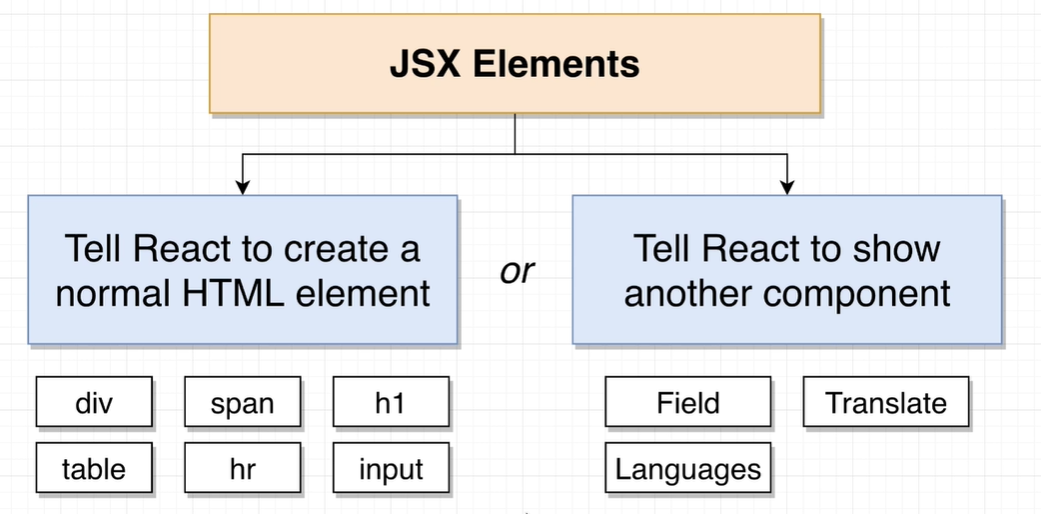 JSX Elements
Tell React to create a
normal HTML element
or
Tell React to show
another component
div
span
h1
table
hr
input
Field
Translate
Languages